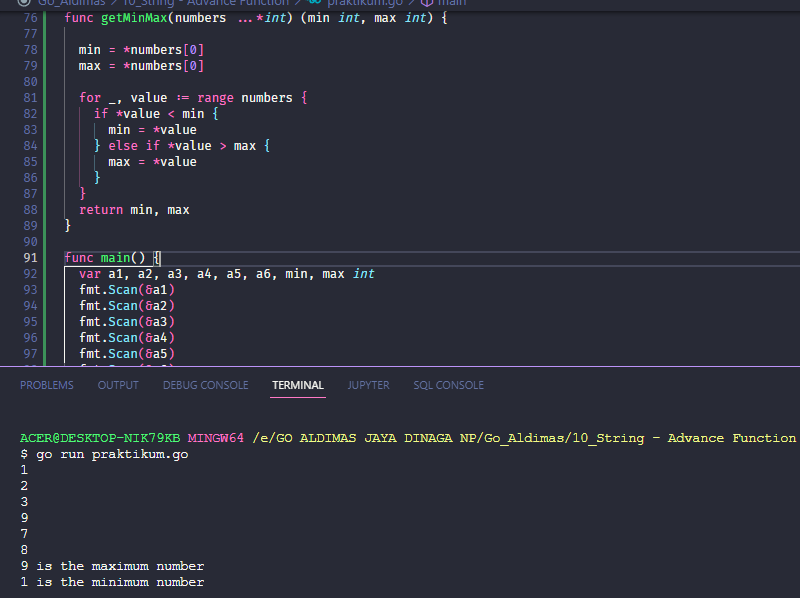 Go_Aldimas > 10_String - Advance Function > praktikum.go > main
76 func getMinMax(numbers ...*int) (min int, max int) {
77
78 min = *numbers[0]
79 max = *numbers[0]
80
81 for _, value := range numbers {
82 if *value < min {
83 min = *value
84 } else if *value > max {
85 max = *value
86 }
87 }
88 return min, max
89 }
90
91 func main() {
92 var a1, a2, a3, a4, a5, a6, min, max int
93 fmt.Scan(&a1)
94 fmt.Scan(&a2)
95 fmt.Scan(&a3)
96 fmt.Scan(&a4)
97 fmt.Scan(&a5)
PROBLEMS OUTPUT DEBUG CONSOLE TERMINAL JUPYTER SQL CONSOLE
ACER@DESKTOP-NIK79KB MINGW64 /e/GO ALDIMAS JAYA DINAGA NP/Go_Aldimas/10_String - Advance Function
$ go run praktikum.go
1
2
3
9
7
8
9 is the maximum number
1 is the minimum number